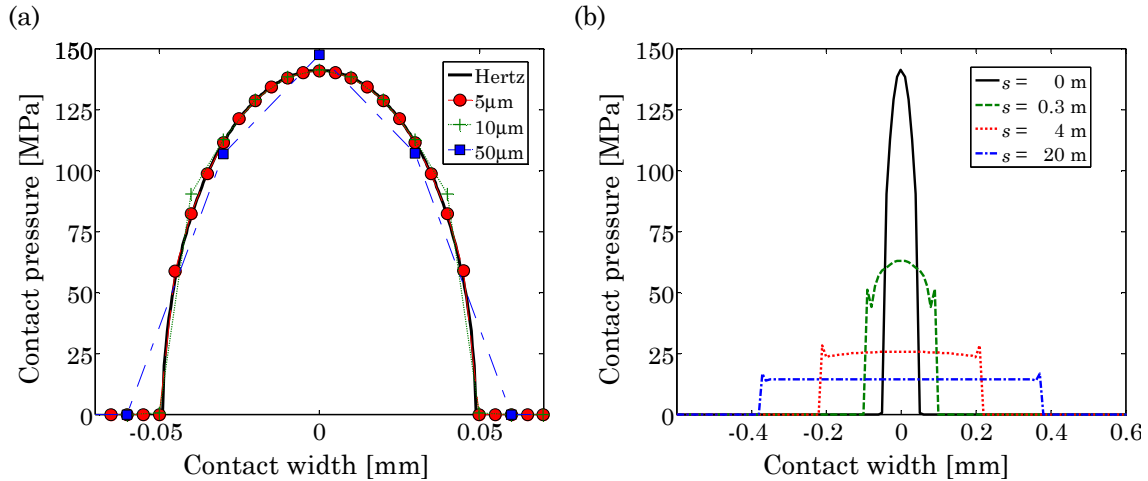 (a)
150
125
100
75
50
25
0
-0.05
0
0.05
Contact pressure [MPa]
Contact width [mm]
Hertz
5μm
10μm
50μm
(b)
150
125
100
75
50
25
0
-0.4
-0.2
0
0.2
0.4
0.6
Contact pressure [MPa]
Contact width [mm]
s = 0 m
s = 0.3 m
s = 4 m
s = 20 m